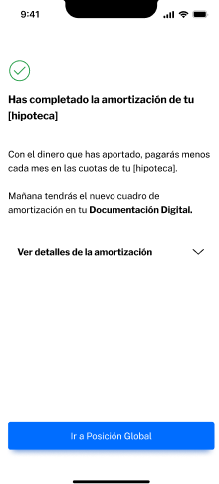 9:41
Has completado la amortización de tu
[hipoteca]
Con el dinero que has aportado, pagarás menos
cada mes en las cuotas de tu [hipoteca].
Mañana tendrás el nuevo cuadro de
amortización en tu Documentación Digital.
Ver detalles de la amortización
Ir a Posición Global